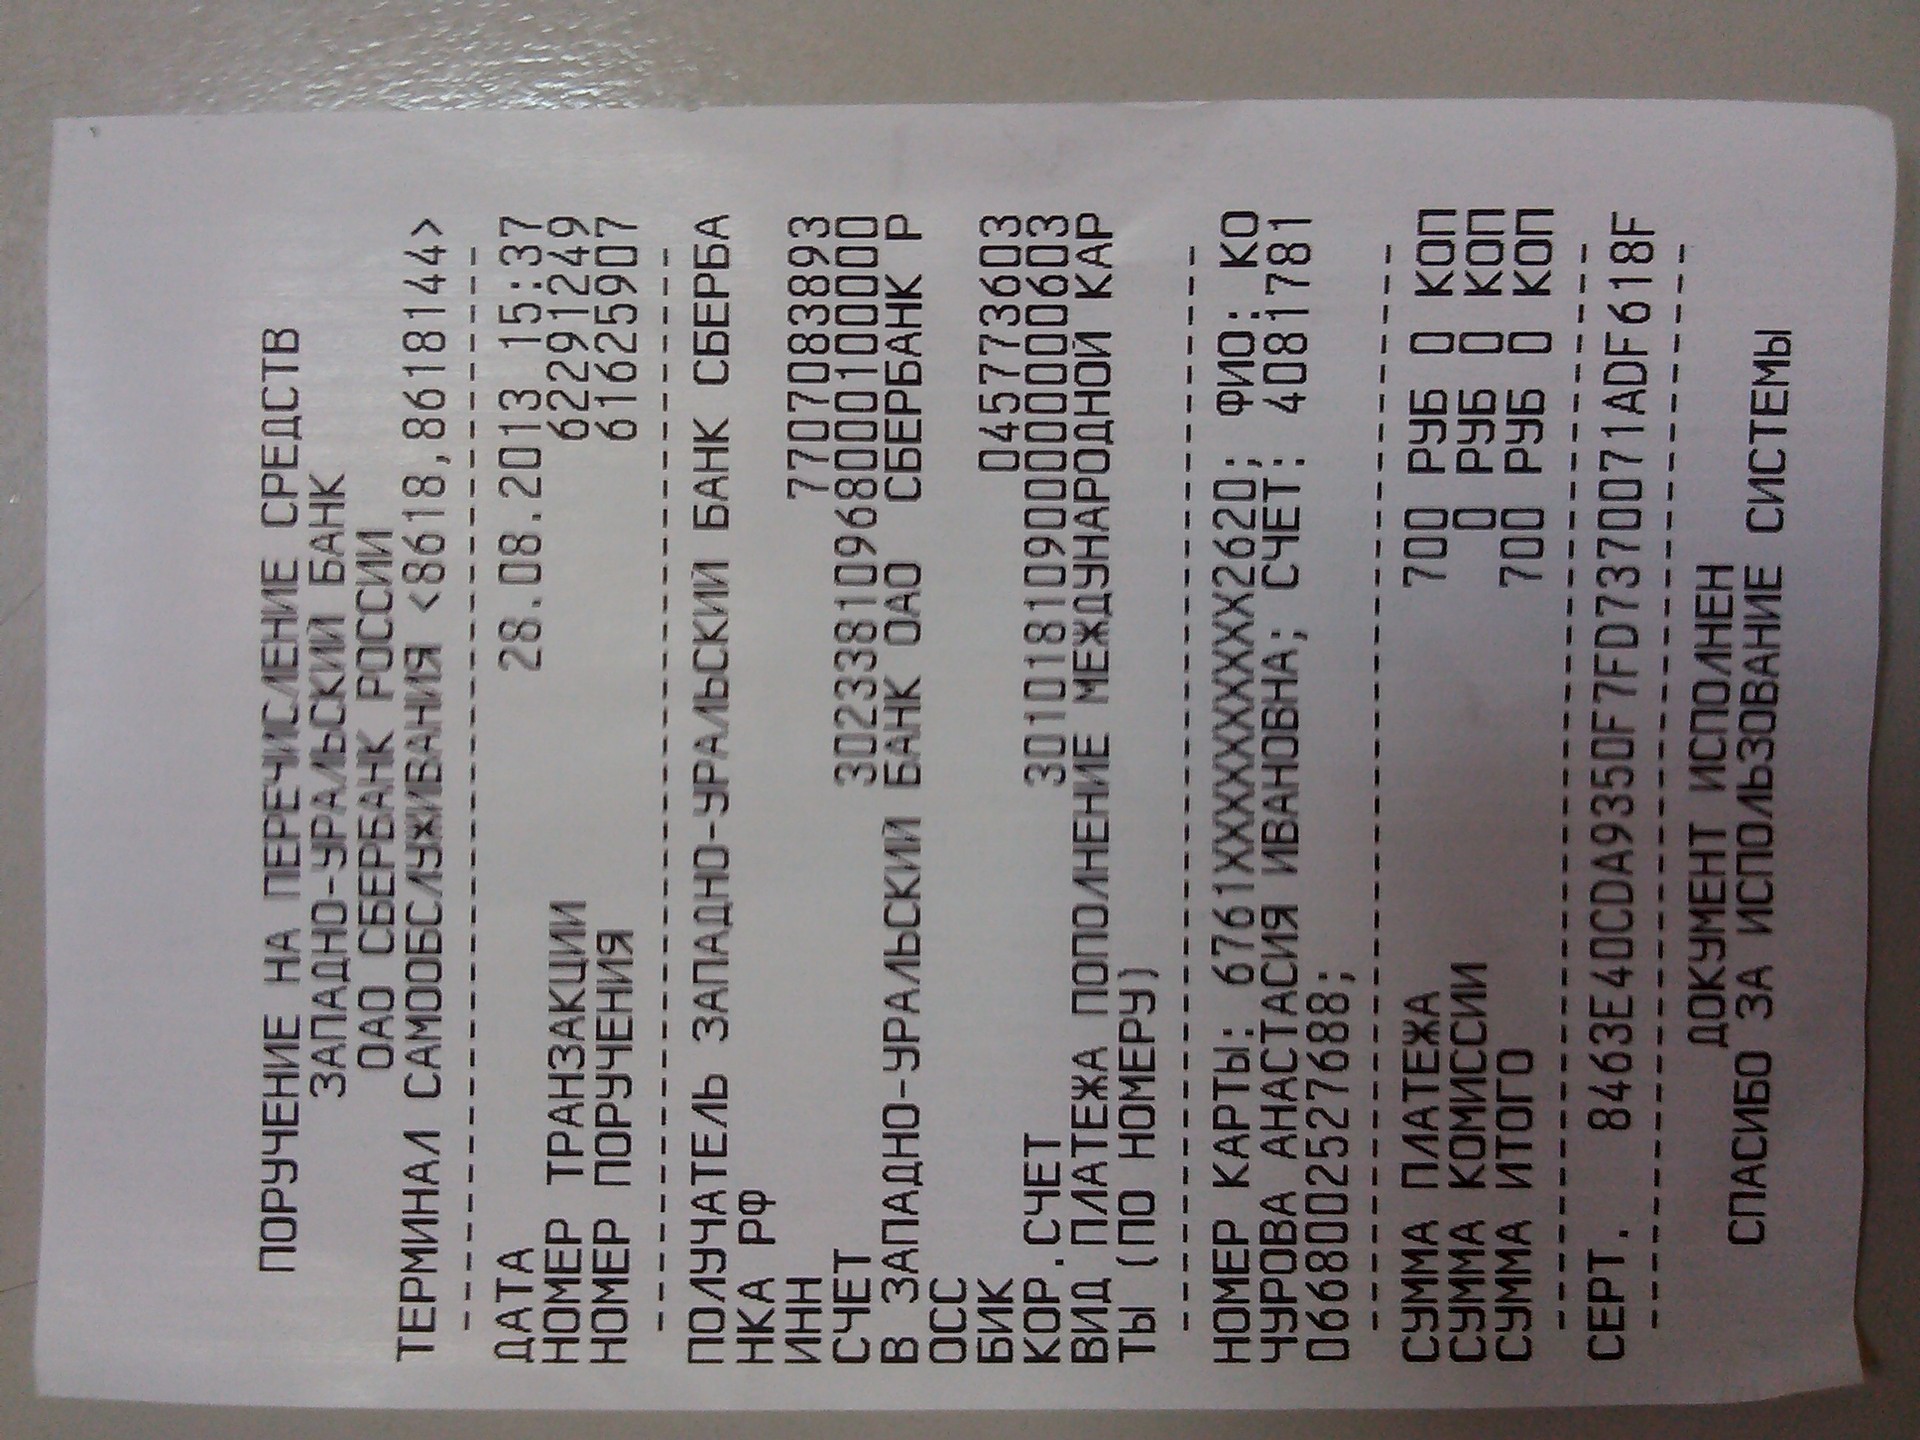 ПОРУЧЕНИЕ НА ПЕРЕЧИСЛЕНИЕ СРЕДСТВ
ЗАПАДНО-УРАЛЬСКИЙ БАНК
ОАО СБЕРБАНК РОССИИ
ТЕРМИНАЛ САМООБСЛУЖИВАНИЯ <8618,8618144>
------------------------------
ДАТА 28.08.2013 15:37
НОМЕР ТРАНЗАКЦИИ 622291249
НОМЕР ПОРУЧЕНИЯ 616625907
------------------------------
ПОЛУЧАТЕЛЬ ЗАПАДНО-УРАЛЬСКИЙ БАНК СБЕРБА
НКА РФ
ИНН 7707083893
СЧЕТ 30233810968000100000
В ЗАПАДНО-УРАЛЬСКИЙ БАНК ОАО СБЕРБАНК Р
ОСС
БИК 045773603
КОР.СЧЕТ 30101810900000000603
ВИД ПЛАТЕЖА ПОПОЛНЕНИЕ МЕЖДУНАРОДНОЙ КАР
ТЫ (ПО НОМЕРУ)
------------------------------
НОМЕР КАРТЫ: 6761XXXXXXXXXX2620; ФИО: КО
ЧУРОВА АНАСТАСИЯ ИВАНОВНА; СЧЕТ: 4081781
0668002527688;
------------------------------
СУММА ПЛАТЕЖА 700 РУБ 0 КОП
СУММА КОМИССИИ 0 РУБ 0 КОП
СУММА ИТОГО 700 РУБ 0 КОП
------------------------------
СЕРТ. 8463E40CDA9350F7FD7370071ADF618F
------------------------------
ДОКУМЕНТ ИСПОЛНЕН
СПАСИБО ЗА ИСПОЛЬЗОВАНИЕ СИСТЕМЫ